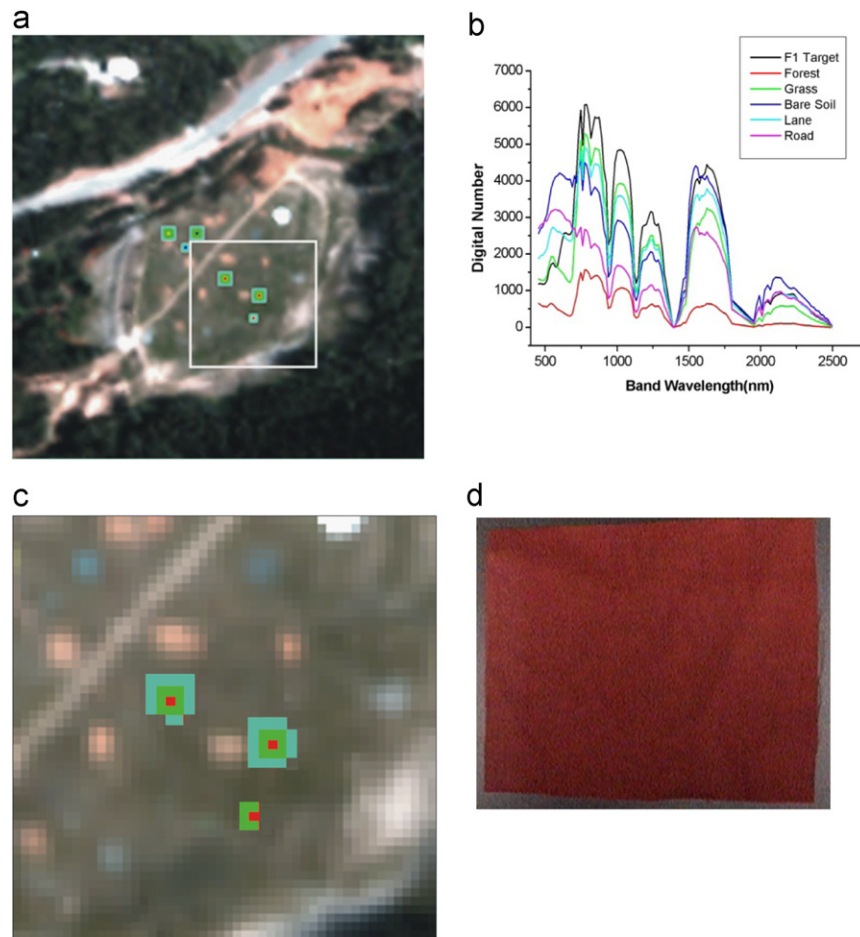 a
b
F1 Target
Forest
Grass
Bare Soil
Lane
Road
7000
6000
5000
4000
3000
2000
1000
0
Digital Number
500
1000
1500
2000
2500
Band Wavelength(nm)
c
d